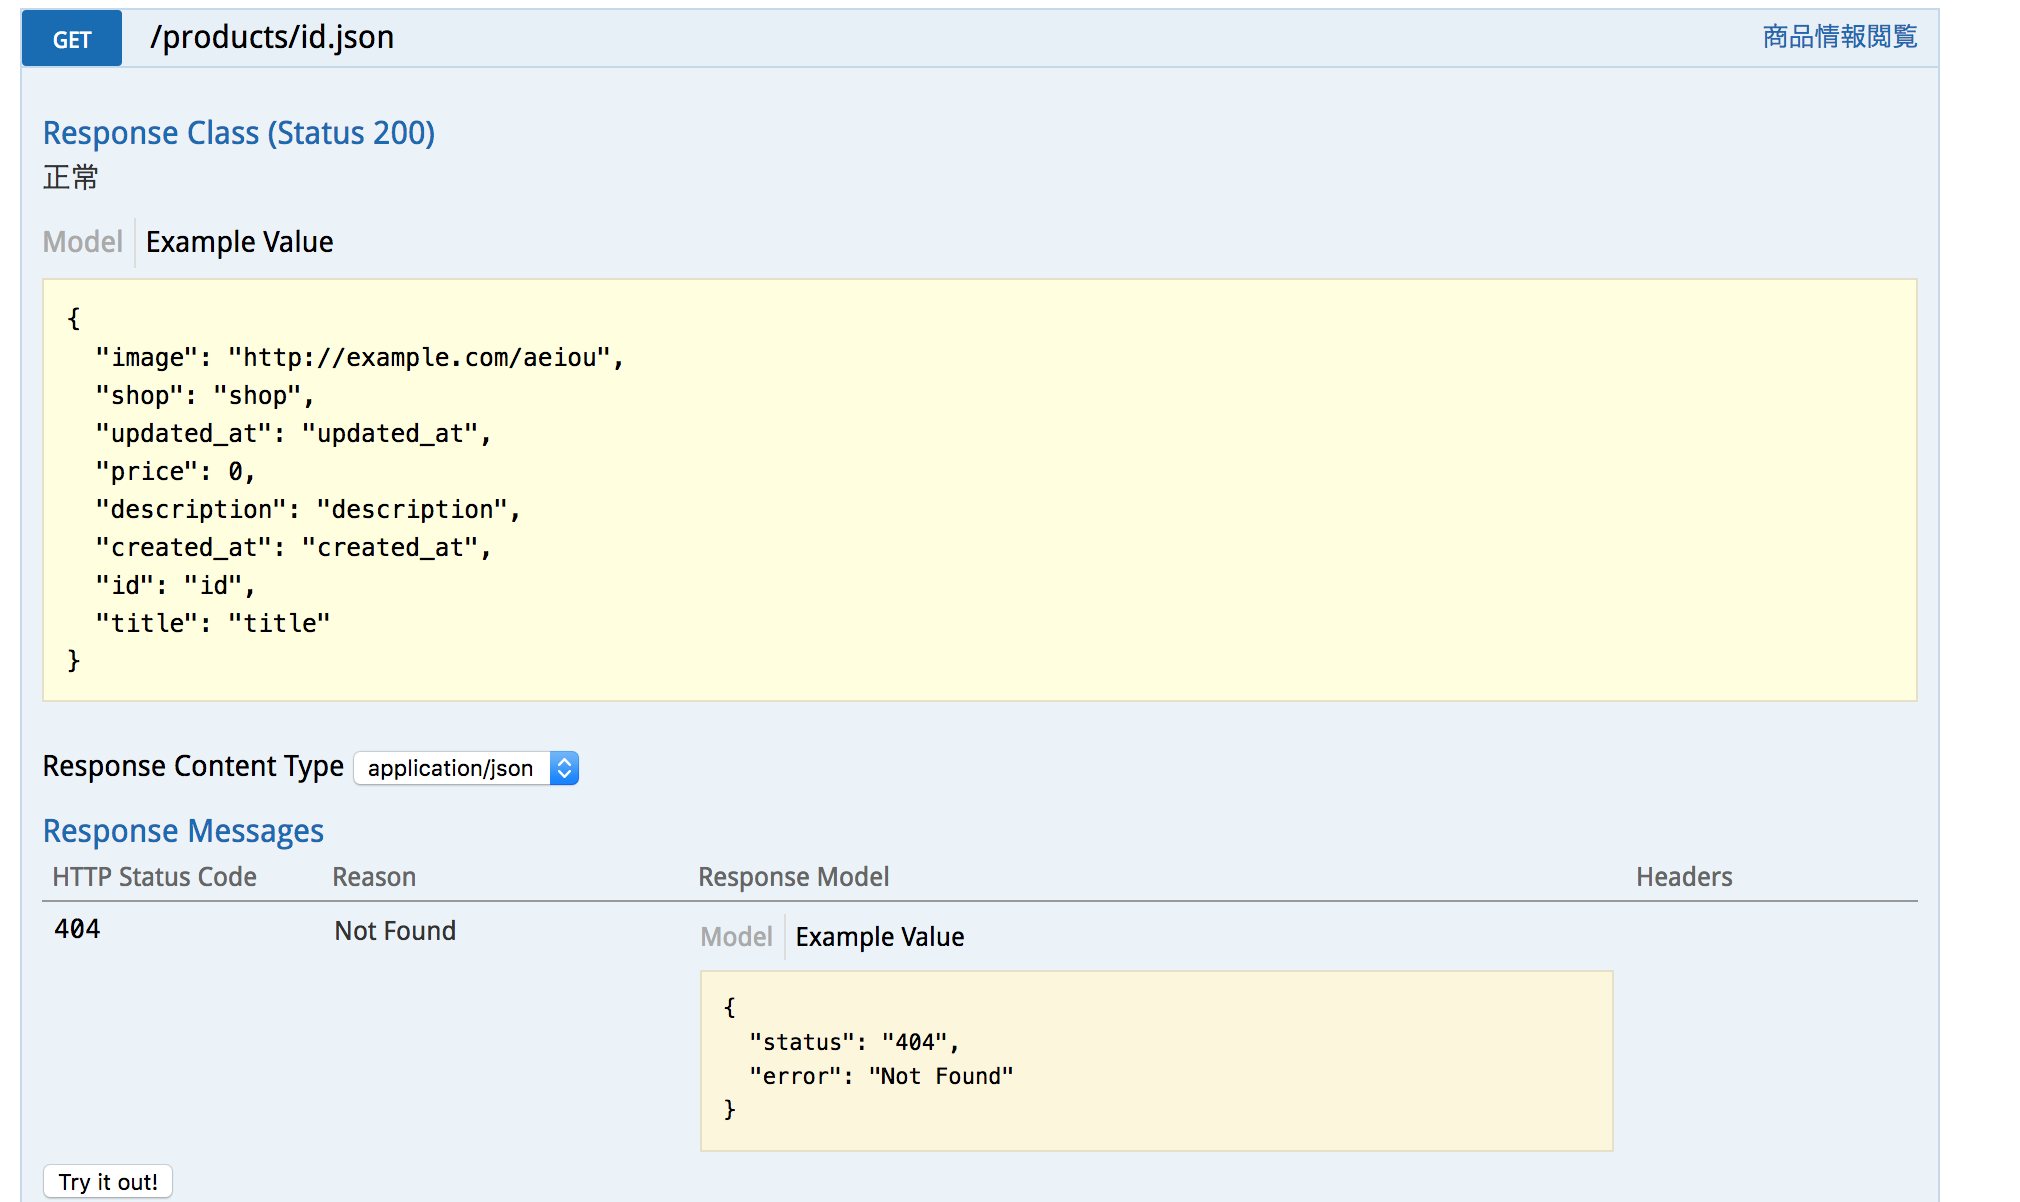 GET /products/id.json 商品情報閲覧
Response Class (Status 200)
正常
Model Example Value
{
  "image": "http://example.com/aeiou",
  "shop": "shop",
  "updated_at": "updated_at",
  "price": 0,
  "description": "description",
  "created_at": "created_at",
  "id": "id",
  "title": "title"
}
Response Content Type application/json
Response Messages
HTTP Status Code Reason Response Model Headers
404 Not Found Model Example Value
{
  "status": "404",
  "error": "Not Found"
}
Try it out!